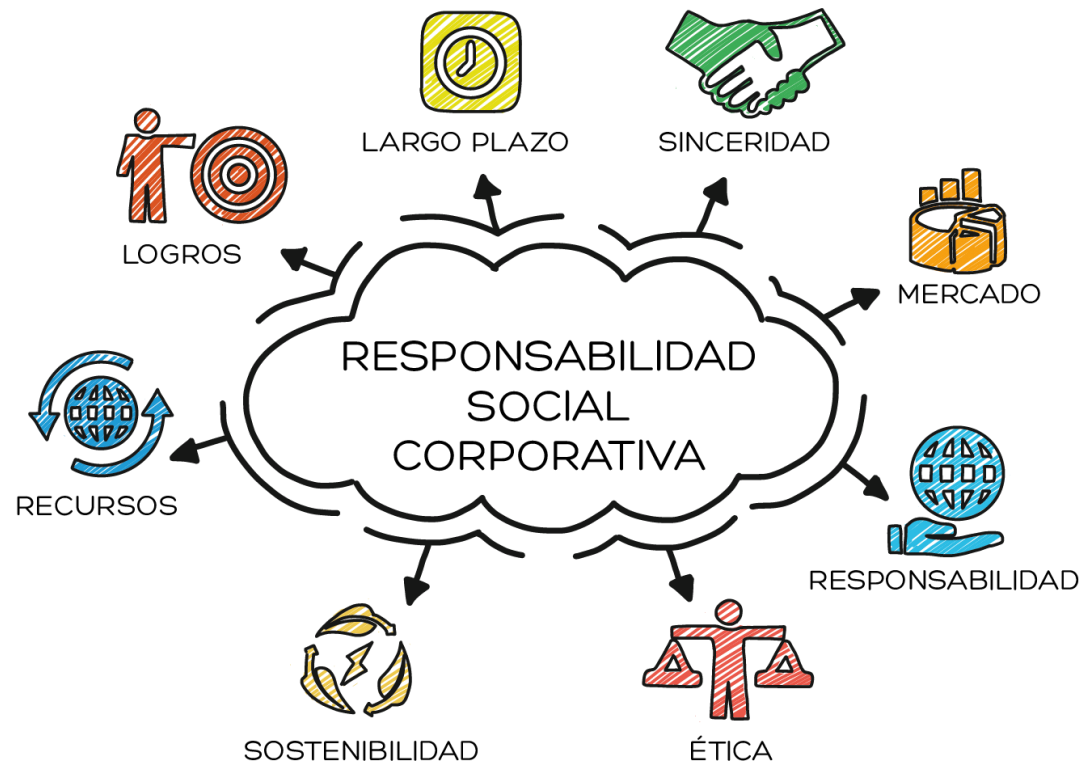 LARGO PLAZO
SINCERIDAD
LOGROS
MERCADO
RESPONSABILIDAD
SOCIAL
CORPORATIVA
RECURSOS
RESPONSABILIDAD
SOSTENIBILIDAD
ÉTICA